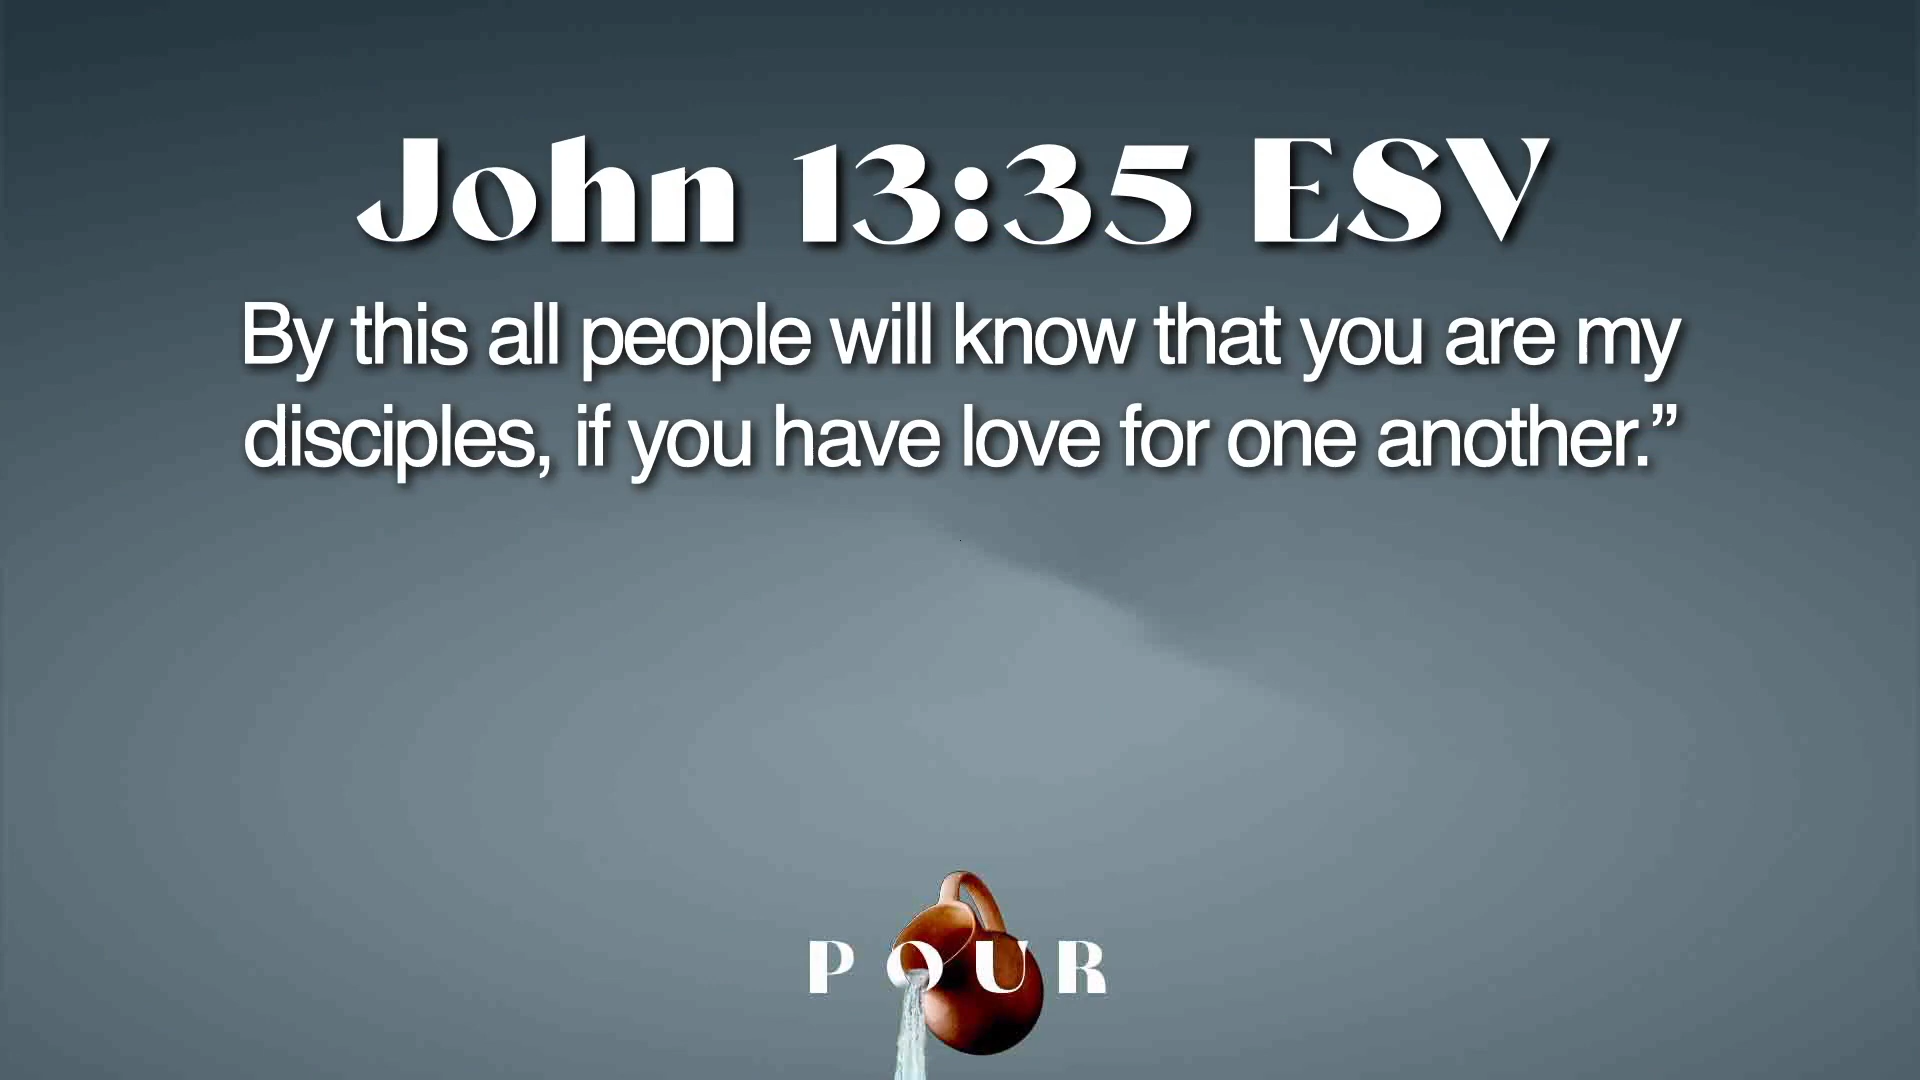 John 13:35 ESV
By this all people will know that you are my
disciples, if you have love for one another.”
POUR